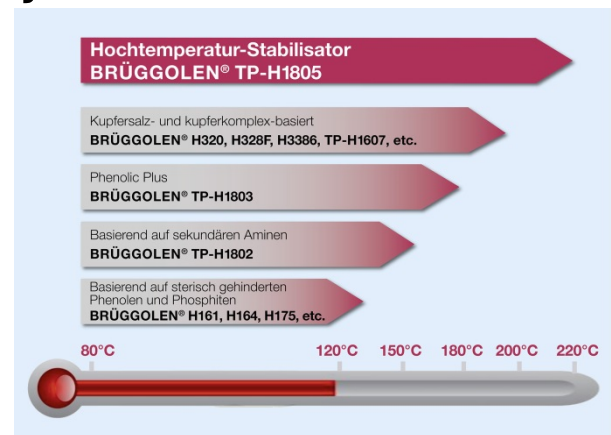 Hochtemperatur-Stabilisator
BRÜGGOLEN® TP-H1805
Kupfersalz- und kupferkomplex-basiert
BRÜGGOLEN® H320, H328F, H3386, TP-H1607, etc.
Phenolic Plus
BRÜGGOLEN® TP-H1803
Basierend auf sekundären Aminen
BRÜGGOLEN® TP-H1802
Basierend auf sterisch gehinderten
Phenolen und Phosphiten
BRÜGGOLEN® H161, H164, H175, etc.
80°C 120°C 150°C 180°C 200°C 220°C